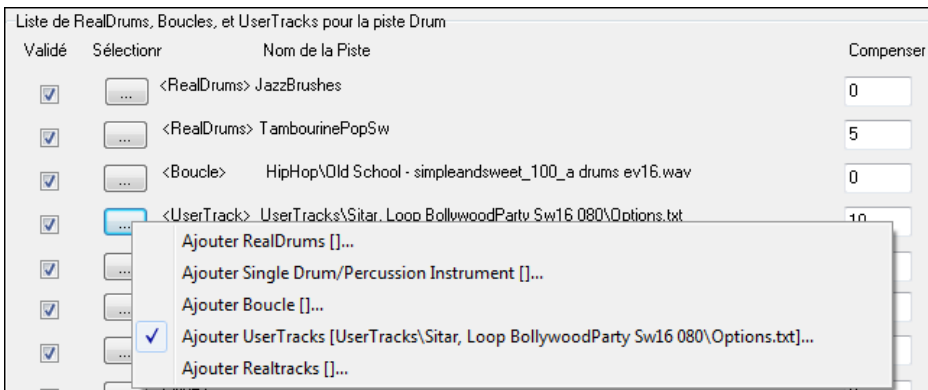 Liste de RealDrums, Boucles, et UserTracks pour la piste Drum
Validé Sélectionr Nom de la Piste Compenser
... <RealDrums> JazzBrushes 0
... <RealDrums> TambourinePopSw 5
... <Boucle> HipHop\Old School - simpleandsweet_100_a drums ev16.wav 0
... <UserTrack> UserTracks\Sitar, Loop BollywoodParty Sw16 080\Options.txt 10
Ajouter RealDrums []...
Ajouter Single Drum/Percussion Instrument []...
Ajouter Boucle []...
Ajouter UserTracks [UserTracks\Sitar, Loop BollywoodParty Sw16 080\Options.txt]...
Ajouter Realtracks []...